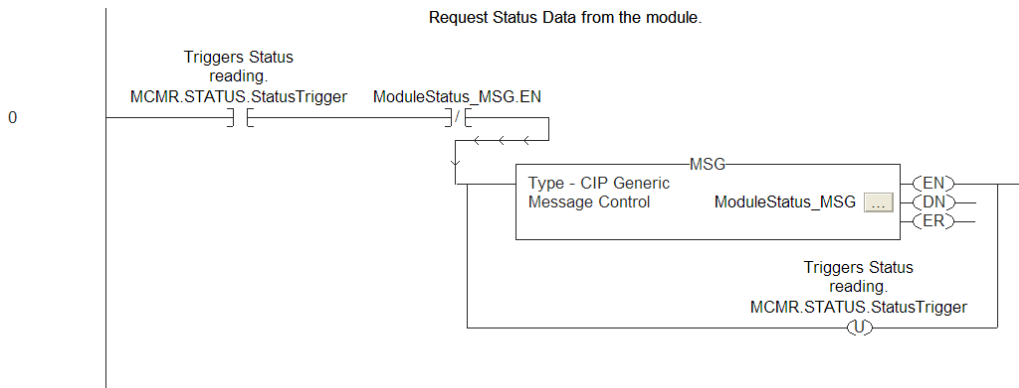 Request Status Data from the module.
Triggers Status
reading.
MCMR.STATUS.StatusTrigger
ModuleStatus_MSG.EN
0
/
MSG
Type - CIP Generic
Message Control
ModuleStatus_MSG ...
EN
DN
ER
Triggers Status
reading.
MCMR.STATUS.StatusTrigger
U